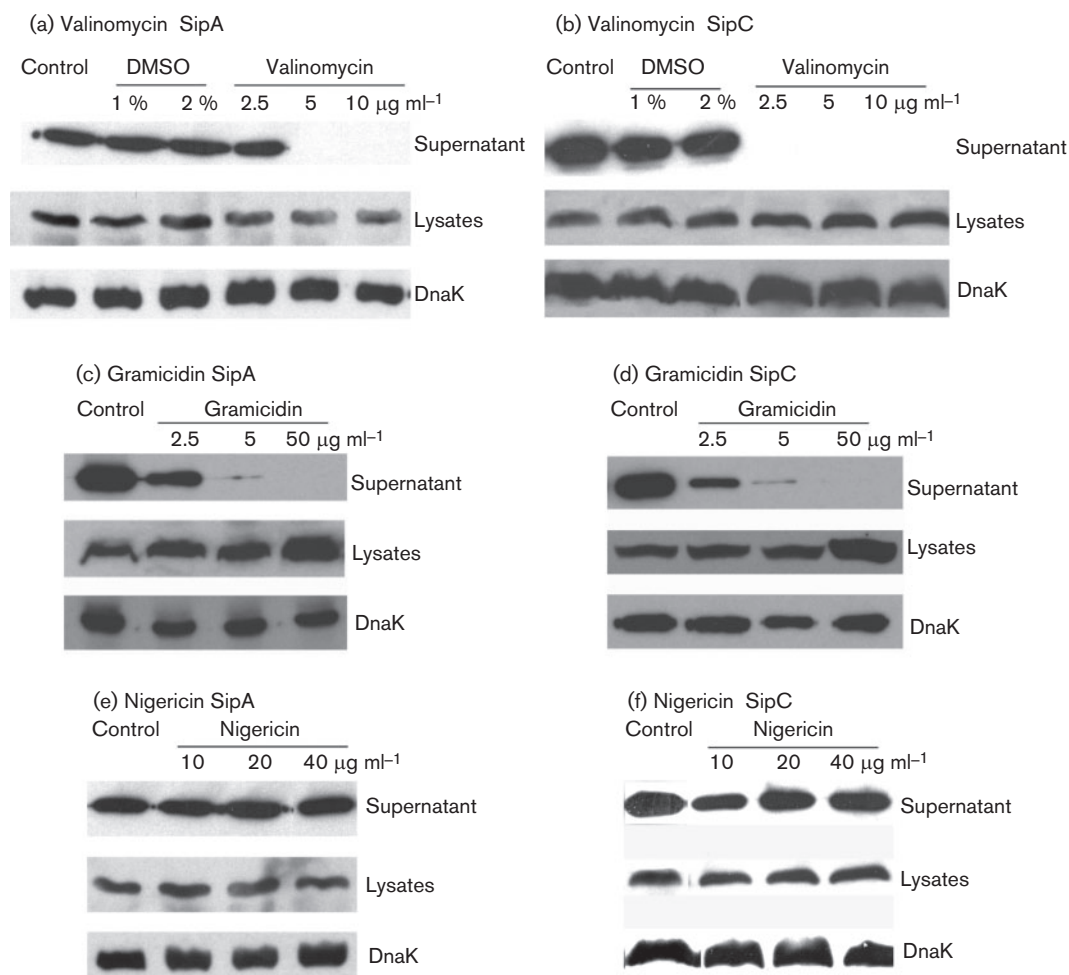 (a) Valinomycin SipA
Control DMSO Valinomycin
1 % 2 % 2.5 5 10 μg ml–1
Supernatant
Lysates
DnaK
(b) Valinomycin SipC
Control DMSO Valinomycin
1 % 2 % 2.5 5 10 μg ml–1
Supernatant
Lysates
DnaK
(c) Gramicidin SipA
Control Gramicidin
2.5 5 50 μg ml–1
Supernatant
Lysates
DnaK
(d) Gramicidin SipC
Control Gramicidin
2.5 5 50 μg ml–1
Supernatant
Lysates
DnaK
(e) Nigericin SipA
Control Nigericin
10 20 40 μg ml–1
Supernatant
Lysates
DnaK
(f) Nigericin SipC
Control Nigericin
10 20 40 μg ml–1
Supernatant
Lysates
DnaK